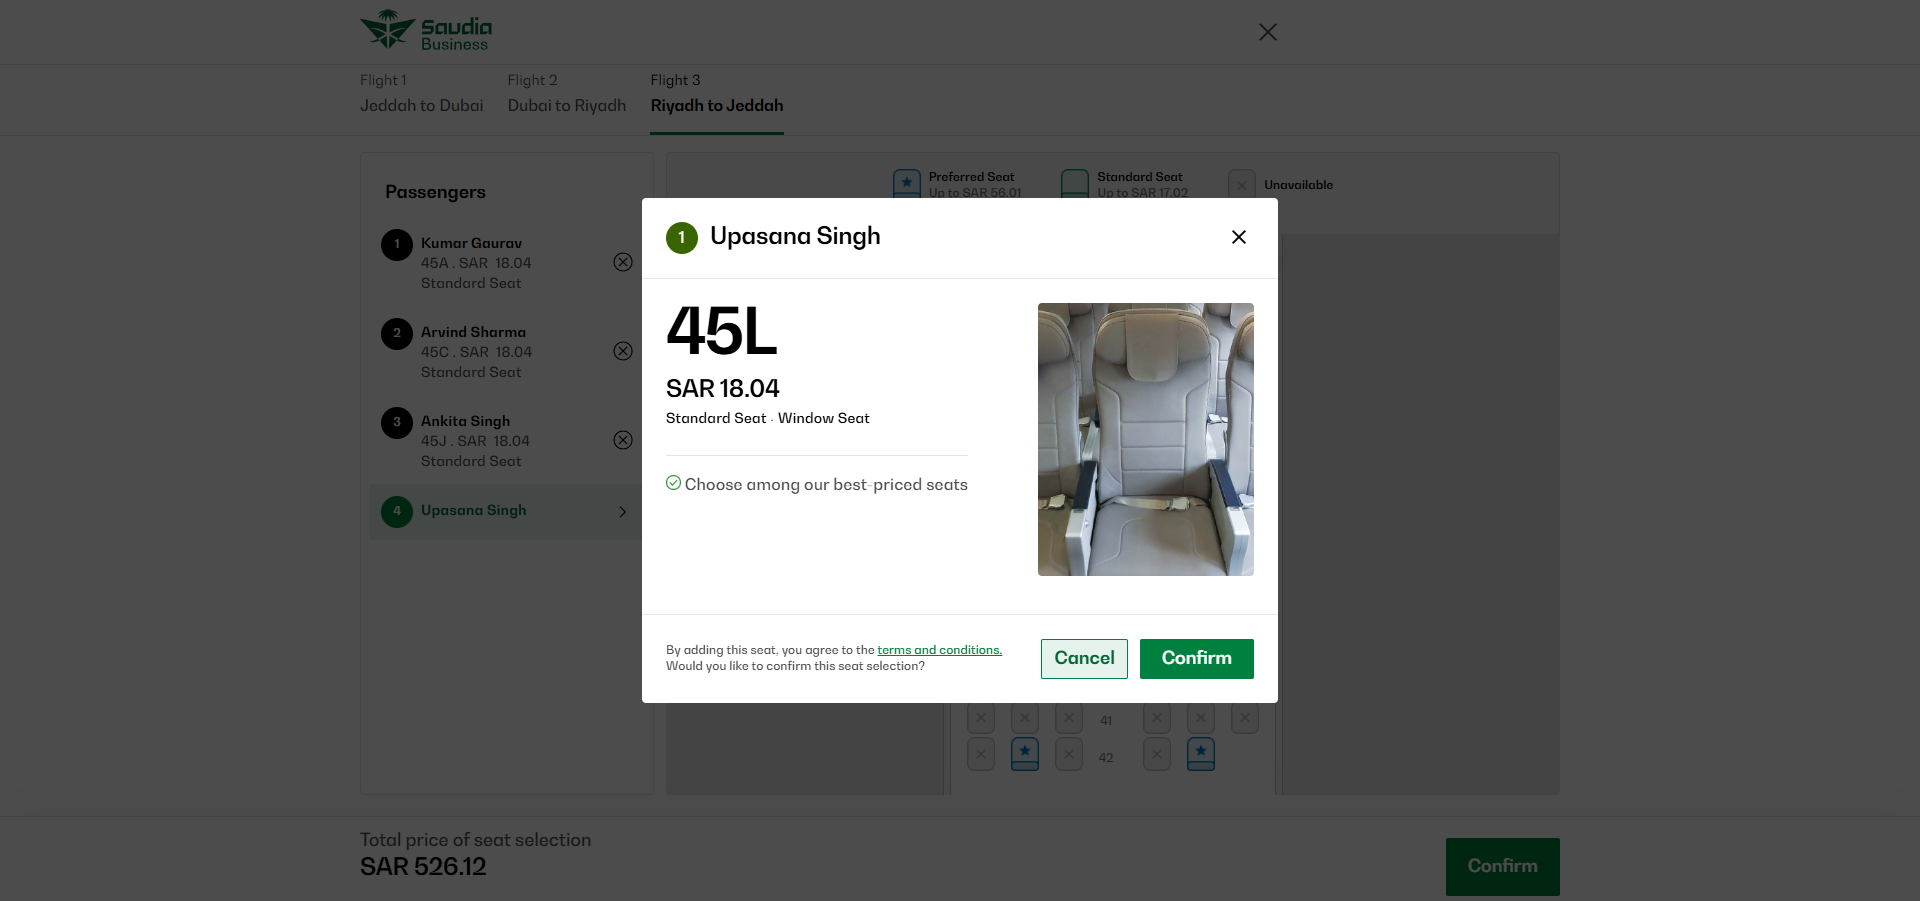 Saudia
Business
Flight 1
Jeddah to Dubai
Flight 2
Dubai to Riyadh
Flight 3
Riyadh to Jeddah
Passengers
1
Kumar Gaurav
45A . SAR 18.04
Standard Seat
2
Arvind Sharma
45C . SAR 18.04
Standard Seat
3
Ankita Singh
45J . SAR 18.04
Standard Seat
4
Upasana Singh
Preferred Seat
Up to SAR 56.01
Standard Seat
Up to SAR 17.02
Unavailable
1
Upasana Singh
45L
SAR 18.04
Standard Seat · Window Seat
Choose among our best-priced seats
By adding this seat, you agree to the terms and conditions.
Would you like to confirm this seat selection?
Cancel
Confirm
41
42
Total price of seat selection
SAR 526.12
Confirm